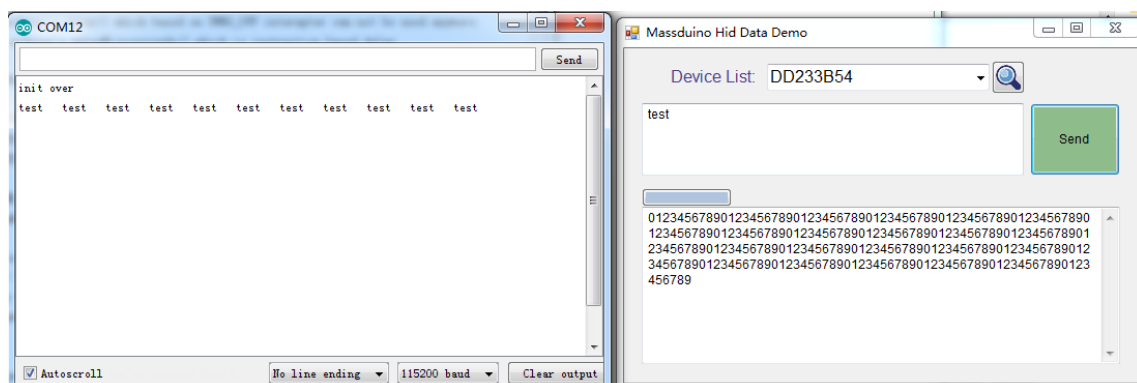 COM12
Send
init over
test test test test test test test test test test test
Autoscroll
No line ending
115200 baud
Clear output
Massduino Hid Data Demo
Device List: DD233B54
test
Send
01234567890123456789012345678901234567890123456789012345678901234567890
12345678901234567890123456789012345678901234567890123456789012345678901
23456789012345678901234567890123456789012345678901234567890123456789012
34567890123456789012345678901234567890123456789012345678901234567890123
456789